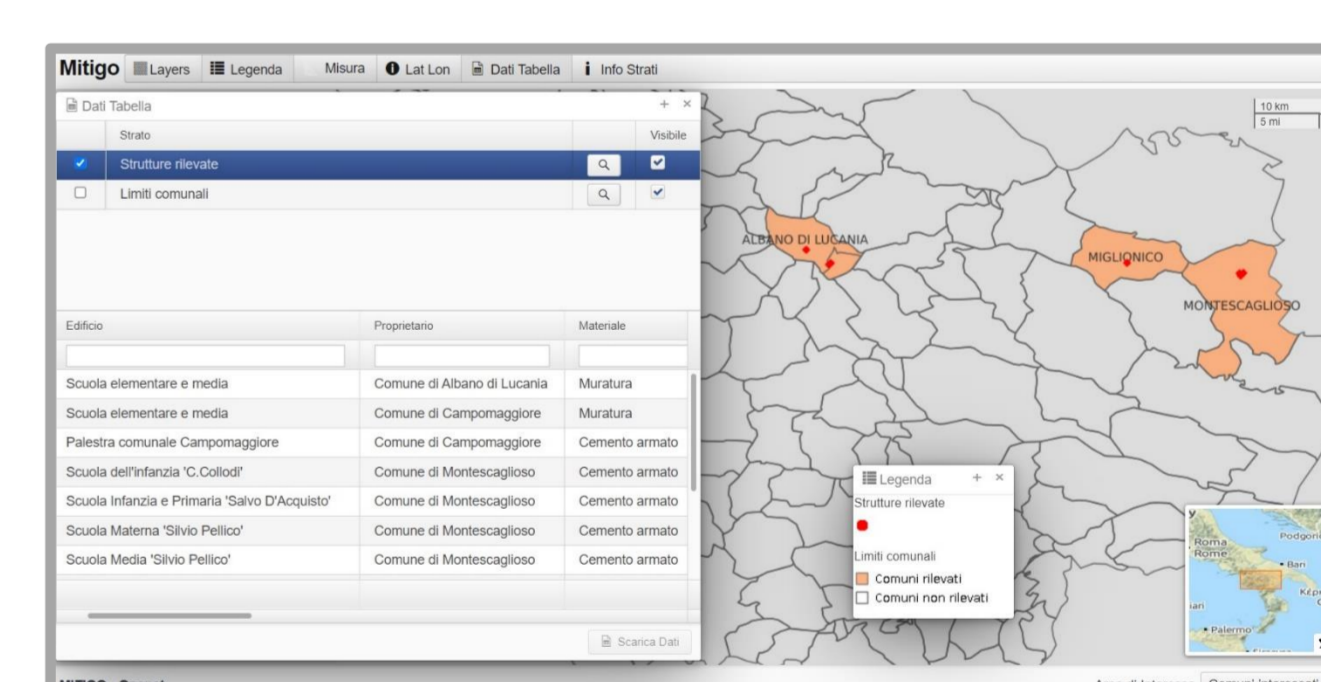 Mitigo Layers Legenda Misura Lat Lon Dati Tabella Info Strati
Dati Tabella
Strato Visibile
Strutture rilevate
Limiti comunali
Edificio Proprietario Materiale
Scuola elementare e media Comune di Albano di Lucania Muratura
Scuola elementare e media Comune di Campomaggiore Muratura
Palestra comunale Campomaggiore Comune di Campomaggiore Cemento armato
Scuola dell'infanzia 'C.Collodi' Comune di Montescaglioso Cemento armato
Scuola Infanzia e Primaria 'Salvo D'Acquisto' Comune di Montescaglioso Cemento armato
Scuola Materna 'Silvio Pellico' Comune di Montescaglioso Cemento armato
Scuola Media 'Silvio Pellico' Comune di Montescaglioso Cemento armato
Scarica Dati
10 km
5 mi
ALBANO DI LUCANIA
MIGLIONICO
MONTESCAGLIOSO
Legenda
Strutture rilevate
Limiti comunali
Comuni rilevati
Comuni non rilevati
Roma
Rome
Bari
Palermo